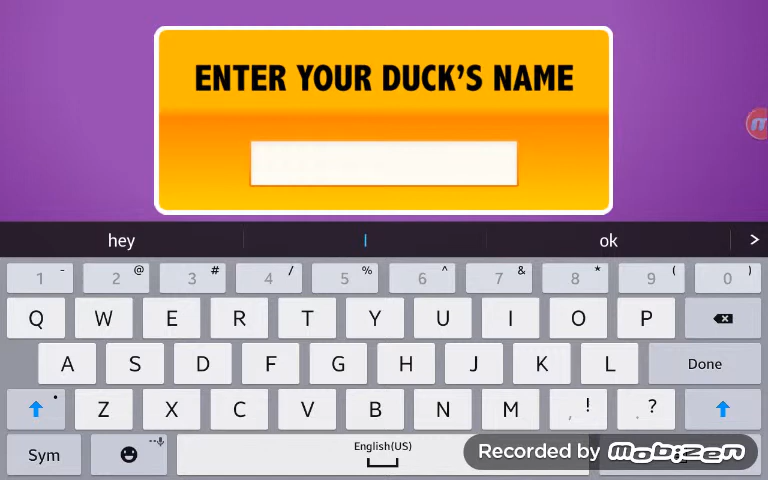 ENTER YOUR DUCK'S NAME
hey I ok >
1 - 2 @ 3 # 4 / 5 % 6 ^ 7 & 8 * 9 ( 0 )
Q W E R T Y U I O P
A S D F G H J K L Done
Z X C V B N M , ! . ?
Sym English(US)
Recorded by Mobizen